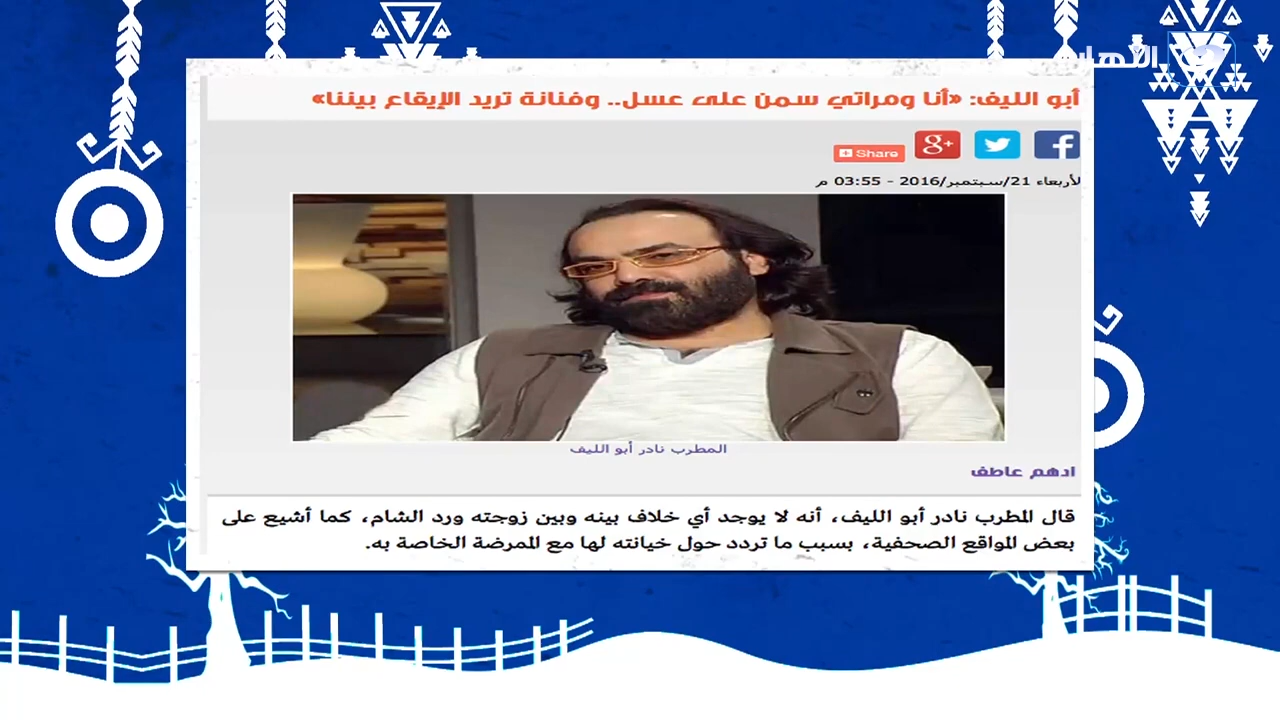 النهار
أبو الليف: «أنا ومراتي سمن على عسل.. وفنانة تريد الإيقاع بيننا»
Share
لأربعاء 21/سبتمبر/2016 - 03:55 م
المطرب نادر أبو الليف
ادهم عاطف
قال المطرب نادر أبو الليف، أنه لا يوجد أي خلاف بينه وبين زوجته ورد الشام، كما أشيع على
بعض المواقع الصحفية، بسبب ما تردد حول خيانته لها مع الممرضة الخاصة به.